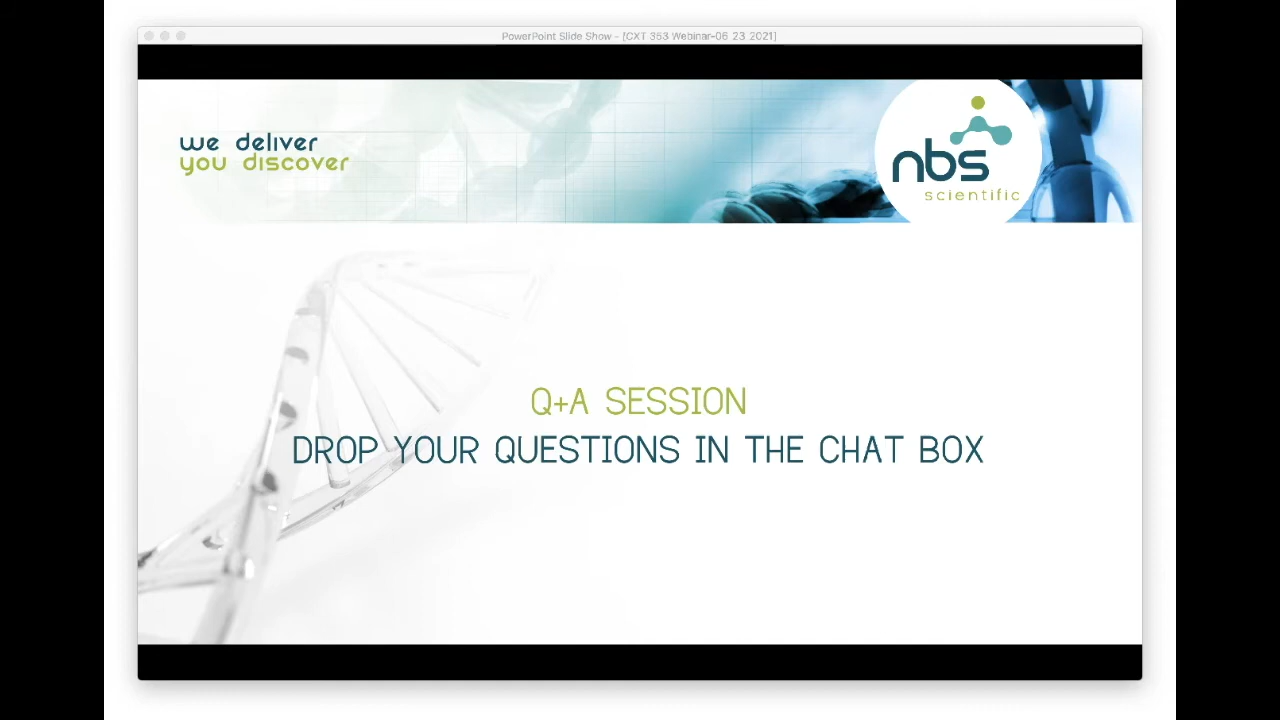 PowerPoint Slide Show - [CXT 353 Webinar-06 23 2021]
we deliver
you discover
nbs
scientific
Q+A SESSION
DROP YOUR QUESTIONS IN THE CHAT BOX